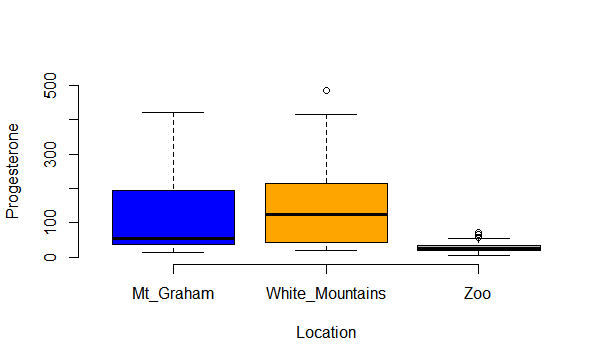 Progesterone
500
300
100
0
Mt_Graham White_Mountains Zoo
Location